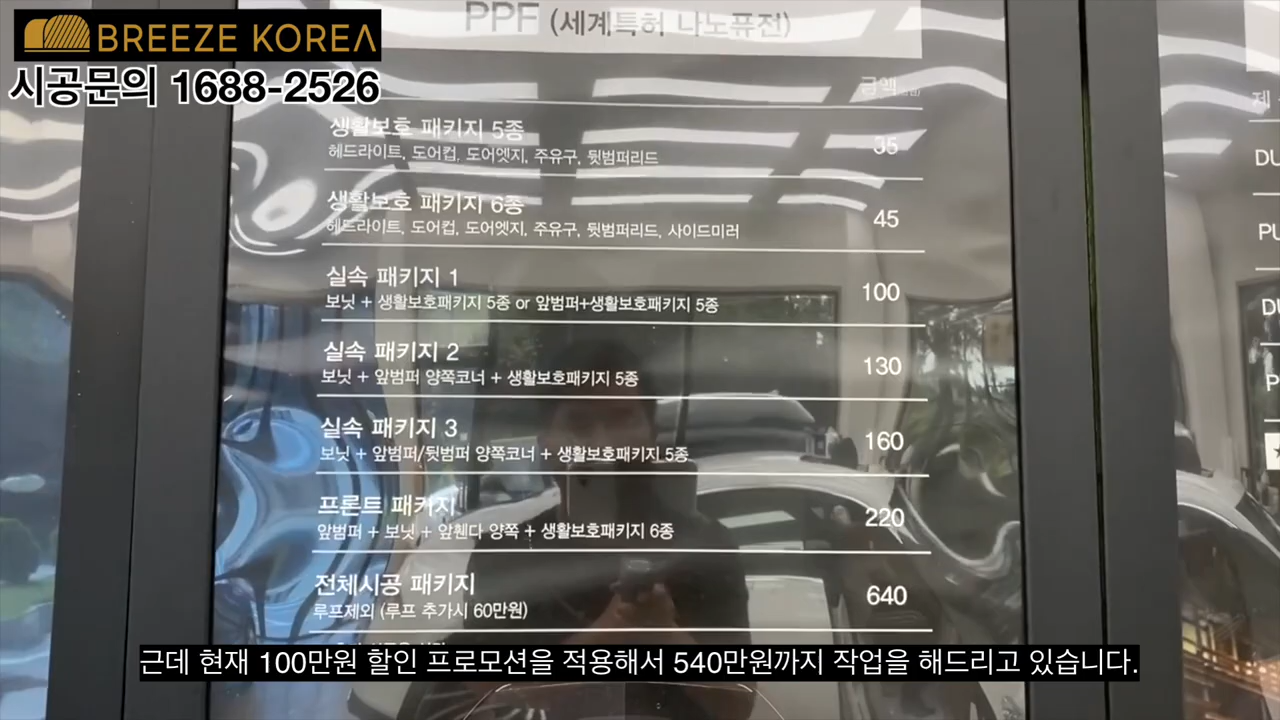 BREEZE KOREA
시공문의 1688-2526
PPF (세계특허 나노퓨전)
금액
생활보호 패키지 5종
35
헤드라이트, 도어컵, 도어엣지, 주유구, 뒷범퍼리드
생활보호 패키지 6종
45
헤드라이트, 도어컵, 도어엣지, 주유구, 뒷범퍼리드, 사이드미러
실속 패키지 1
100
보닛 + 생활보호패키지 5종 or 앞범퍼+생활보호패키지 5종
실속 패키지 2
130
보닛 + 앞범퍼 양쪽코너 + 생활보호패키지 5종
실속 패키지 3
160
보닛 + 앞범퍼/뒷범퍼 양쪽코너 + 생활보호패키지 5종
프론트 패키지
220
앞범퍼 + 보닛 + 앞휀다 양쪽 + 생활보호패키지 6종
전체시공 패키지
640
루프제외 (루프 추가시 60만원)
제
DU
PU
근데 현재 100만원 할인 프로모션을 적용해서 540만원까지 작업을 해드리고 있습니다.